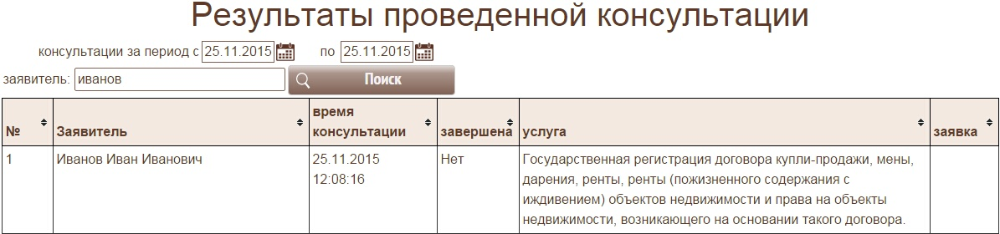 Результаты проведенной консультации
консультации за период с 25.11.2015 по 25.11.2015
заявитель: иванов Поиск
№ Заявитель время консультации завершена услуга заявка
1 Иванов Иван Иванович 25.11.2015 Нет Государственная регистрация договора купли-продажи, мены,
12:08:16 дарения, ренты, ренты (пожизненного содержания с
иждивением) объектов недвижимости и права на объекты
недвижимости, возникающего на основании такого договора.